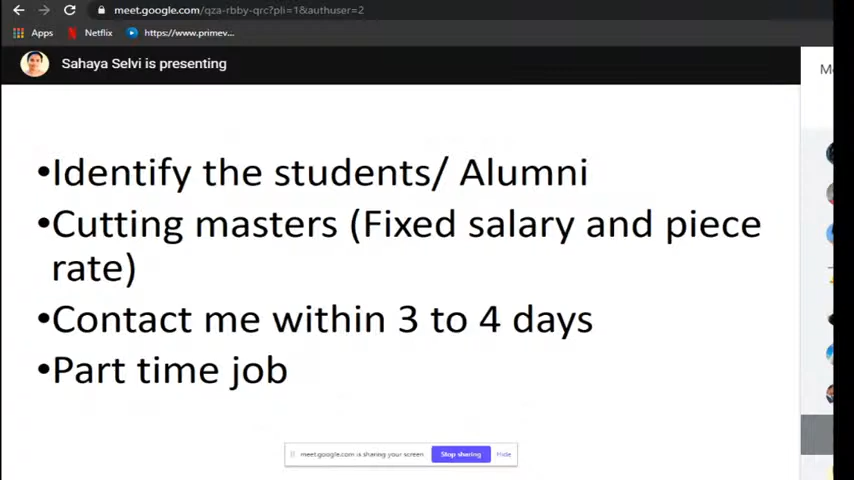 meet.google.com/qza-rbby-qrc?pli=1&authuser=2
Apps Netflix https://www.primev...
Sahaya Selvi is presenting
•Identify the students/ Alumni
•Cutting masters (Fixed salary and piece
rate)
•Contact me within 3 to 4 days
•Part time job
meet.google.com is sharing your screen Stop sharing Hide